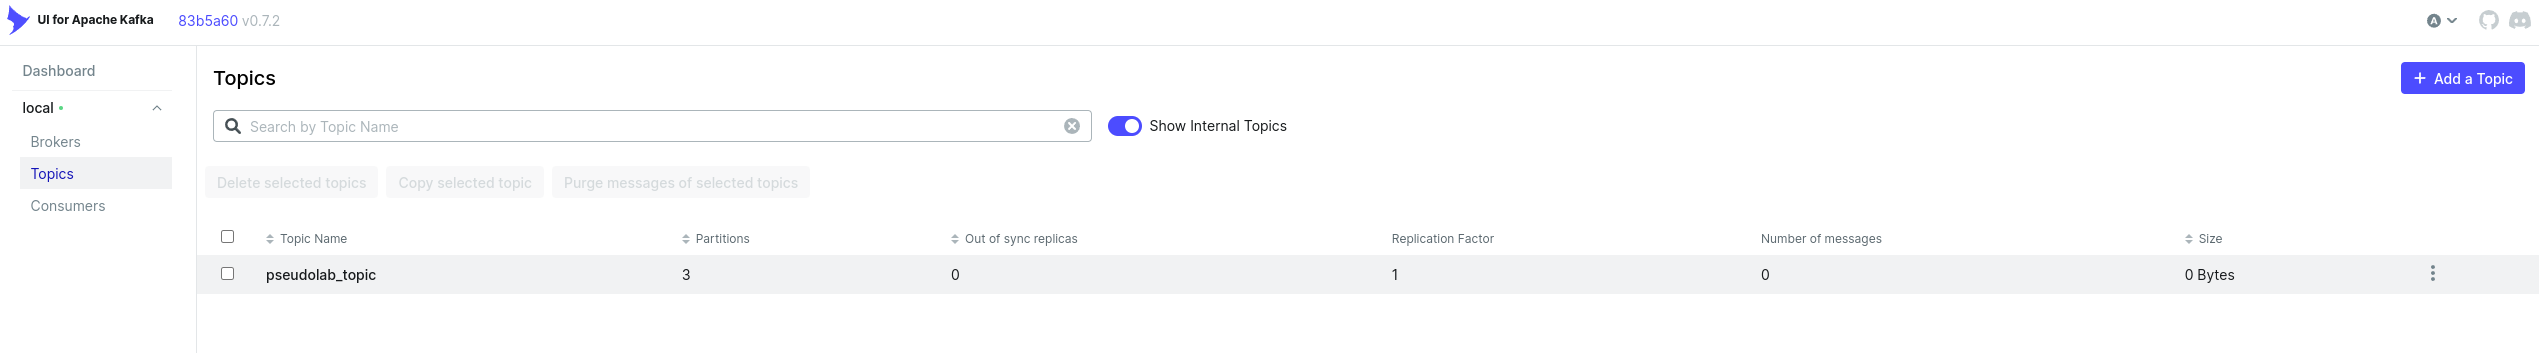 UI for Apache Kafka 83b5a60 v0.7.2 A
Dashboard
local
Brokers
Topics
Consumers
Topics
+ Add a Topic
Search by Topic Name
Show Internal Topics
Delete selected topics Copy selected topic Purge messages of selected topics
Topic Name Partitions Out of sync replicas Replication Factor Number of messages Size
pseudolab_topic 3 0 1 0 0 Bytes